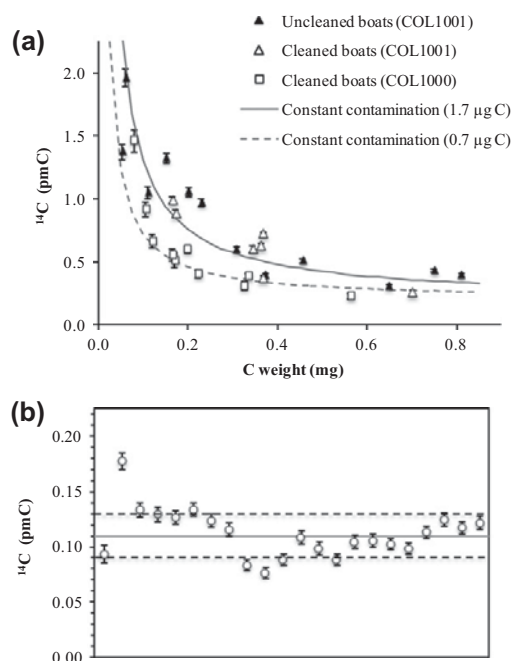 (a)
Uncleaned boats (COL1001)
Cleaned boats (COL1001)
Cleaned boats (COL1000)
Constant contamination (1.7 µg C)
Constant contamination (0.7 µg C)
¹⁴C (pmC)
2.0
1.5
1.0
0.5
0.0
0.0 0.2 0.4 0.6 0.8
C weight (mg)
(b)
¹⁴C (pmC)
0.20
0.15
0.10
0.05
0.00